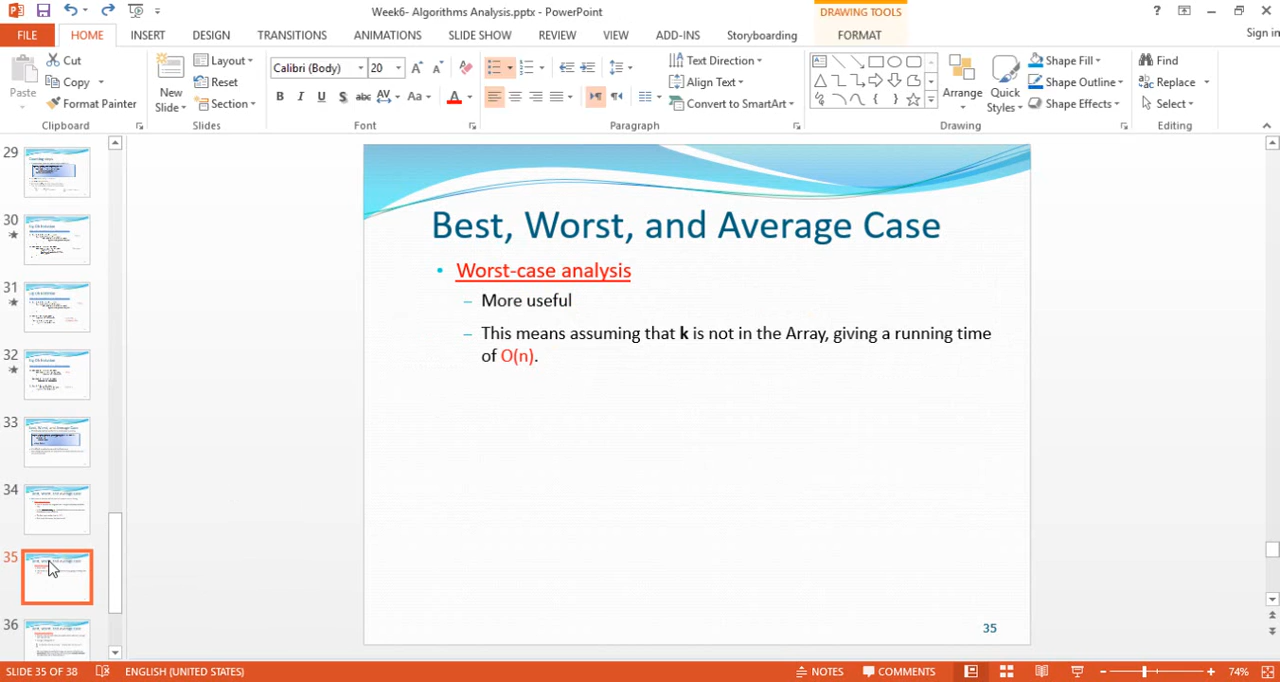 Week6- Algorithms Analysis.pptx - PowerPoint
DRAWING TOOLS
? 
Sign in
FILE HOME INSERT DESIGN TRANSITIONS ANIMATIONS SLIDE SHOW REVIEW VIEW ADD-INS Storyboarding FORMAT
Paste
Cut
Copy
Format Painter
Clipboard
New Slide
Layout
Reset
Section
Slides
Calibri (Body) 20
B I U S abc AV Aa A
Font
Text Direction
Align Text
Convert to SmartArt
Paragraph
Arrange
Quick Styles
Shape Fill
Shape Outline
Shape Effects
Drawing
Find
Replace
Select
Editing
29
30
31
32
33
34
35
36
Best, Worst, and Average Case
• Worst-case analysis
– More useful
– This means assuming that k is not in the Array, giving a running time
of O(n).
35
SLIDE 35 OF 38 ENGLISH (UNITED STATES) NOTES COMMENTS 74%